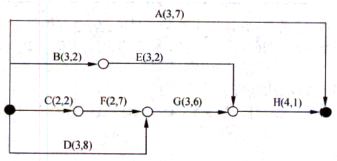 A(3,7)
B(3,2) E(3,2)
C(2,2) F(2,7) G(3,6) H(4,1)
D(3,8)